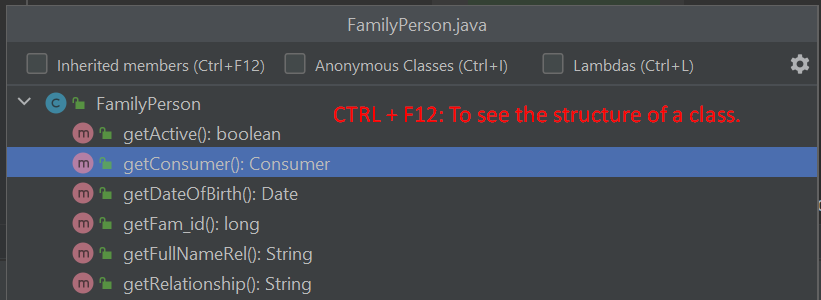 FamilyPerson.java
Inherited members (Ctrl+F12) Anonymous Classes (Ctrl+I) Lambdas (Ctrl+L)
C FamilyPerson
CTRL + F12: To see the structure of a class.
m getActive(): boolean
m getConsumer(): Consumer
m getDateOfBirth(): Date
m getFam_id(): long
m getFullNameRel(): String
m getRelationship(): String